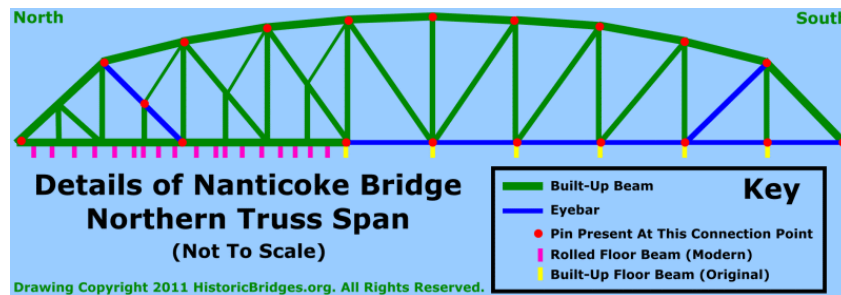 North
South
Details of Nanticoke Bridge
Northern Truss Span
(Not To Scale)
Drawing Copyright 2011 HistoricBridges.org. All Rights Reserved.
Key
Built-Up Beam
Eyebar
Pin Present At This Connection Point
Rolled Floor Beam (Modern)
Built-Up Floor Beam (Original)